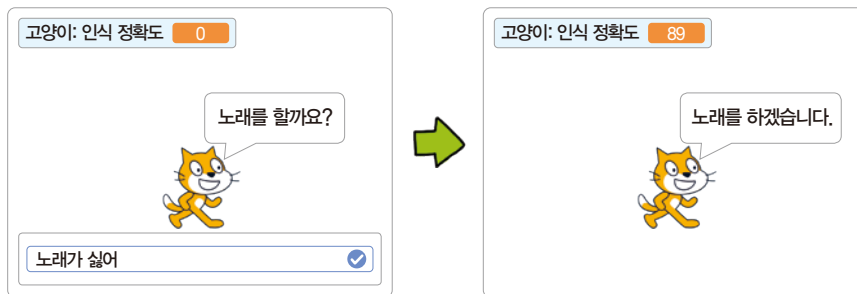 고양이: 인식 정확도 0
노래를 할까요?
노래가 싫어
고양이: 인식 정확도 89
노래를 하겠습니다.